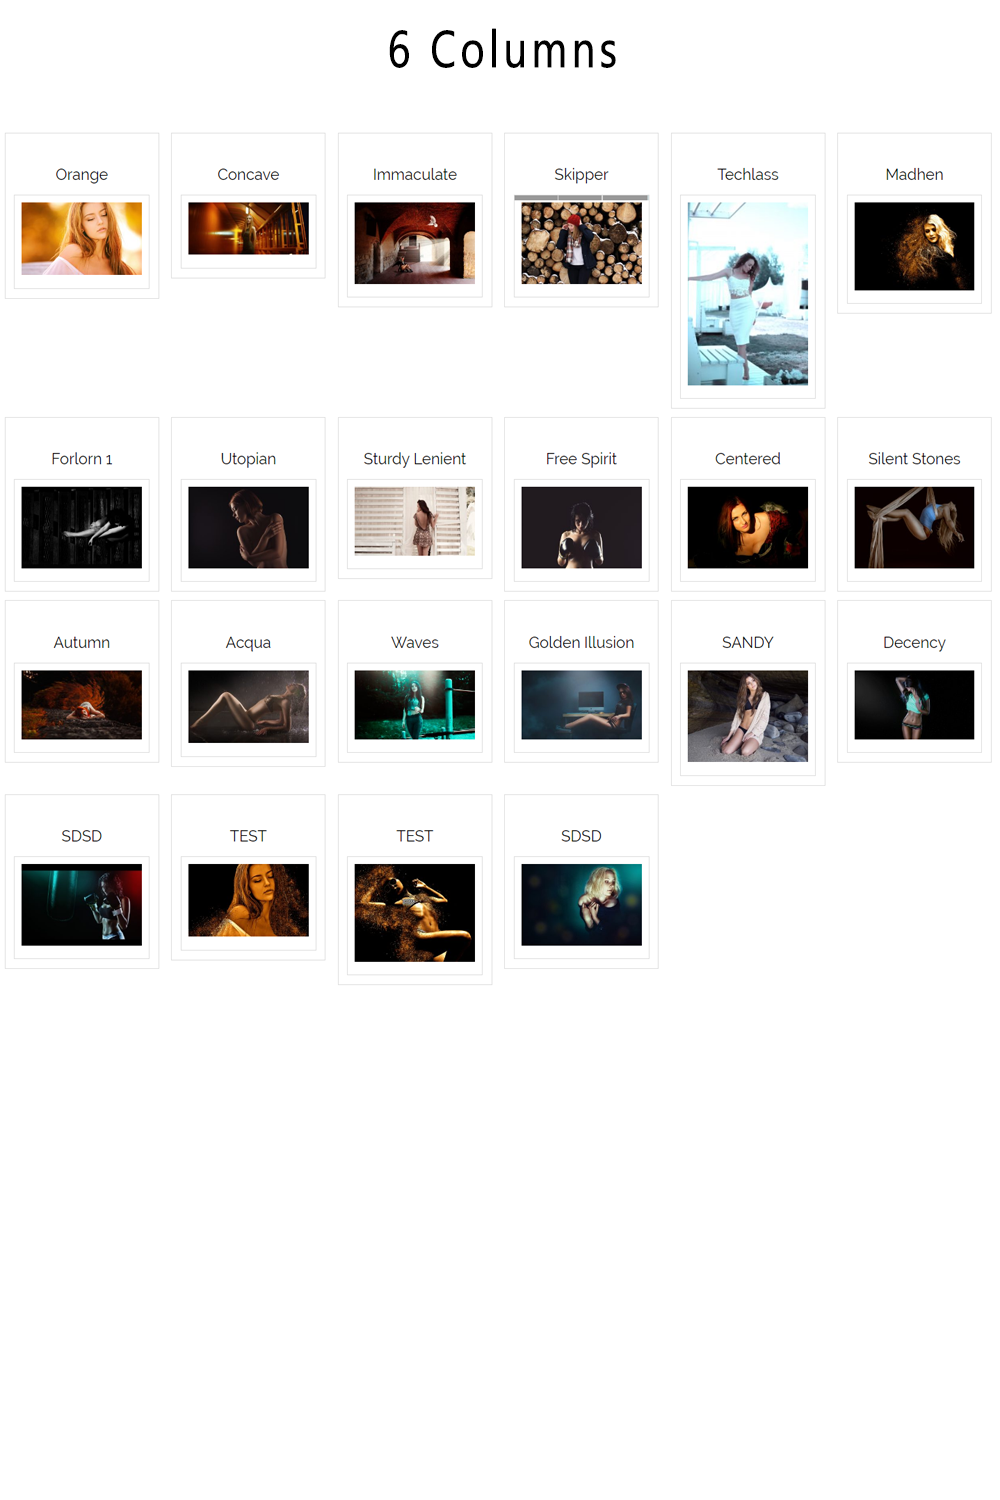 6 Columns
Orange
Concave
Immaculate
Skipper
Techlass
Madhen
Forlorn 1
Utopian
Sturdy Lenient
Free Spirit
Centered
Silent Stones
Autumn
Acqua
Waves
Golden Illusion
SANDY
Decency
SDSD
TEST
TEST
SDSD